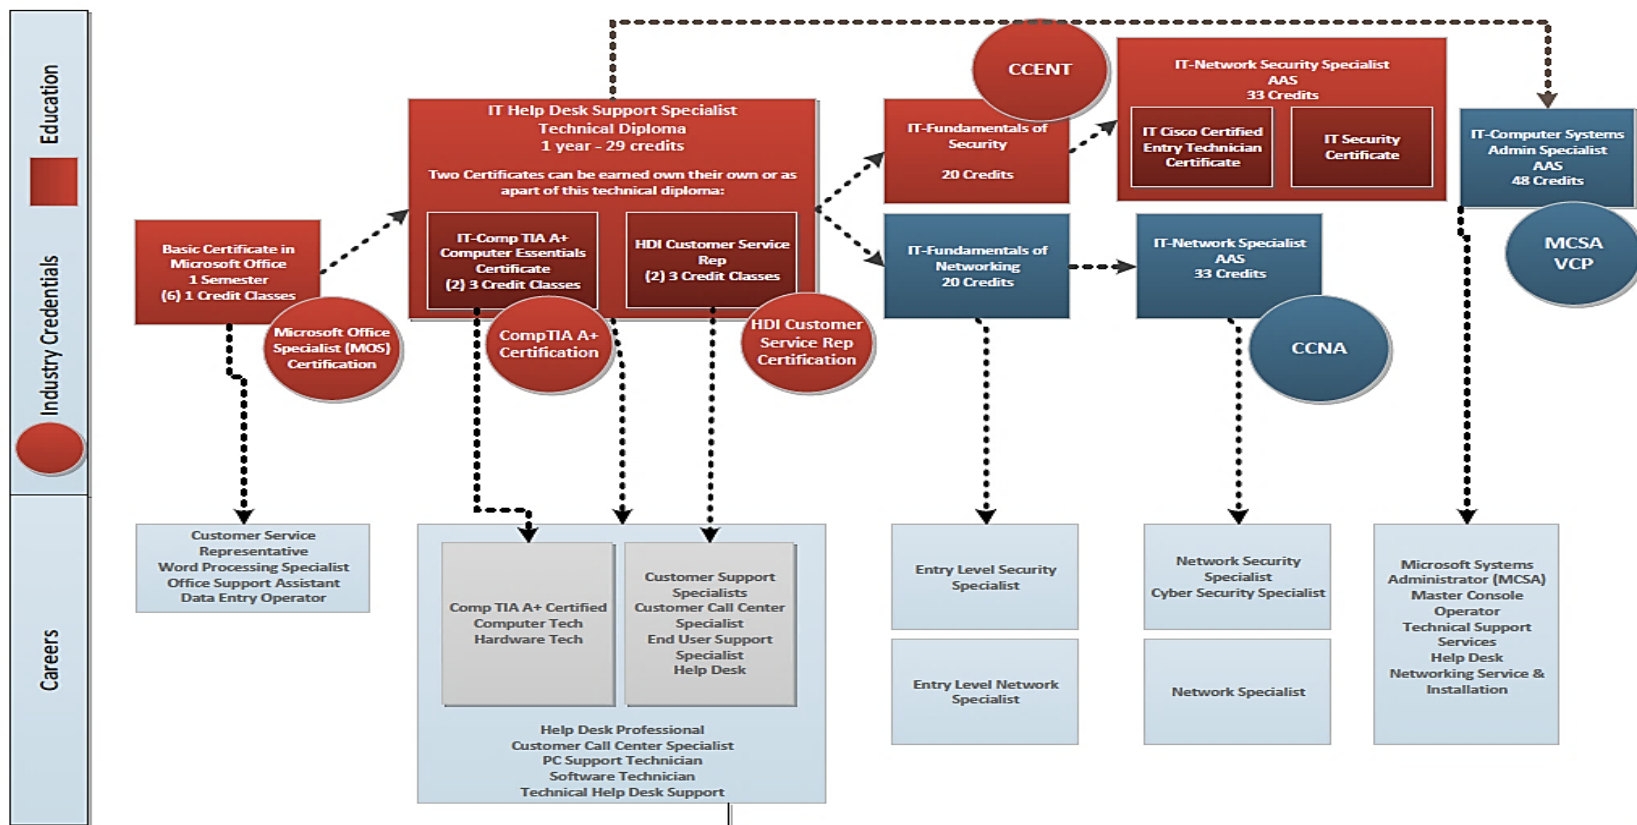 Education
Industry Credentials
Careers
Basic Certificate in
Microsoft Office
1 Semester
(6) 1 Credit Classes
Microsoft Office
Specialist (MOS)
Certification
IT Help Desk Support Specialist
Technical Diploma
1 year - 29 credits
Two Certificates can be earned own their own or as
apart of this technical diploma:
IT-Comp TIA A+
Computer Essentials
Certificate
(2) 3 Credit Classes
HDI Customer Service
Rep
(2) 3 Credit Classes
CompTIA A+
Certification
HDI Customer
Service Rep
Certification
IT-Fundamentals of
Security
20 Credits
CCENT
IT-Network Security Specialist
AAS
33 Credits
IT Cisco Certified
Entry Technician
Certificate
IT Security
Certificate
IT-Fundamentals of
Networking
20 Credits
IT-Network Specialist
AAS
33 Credits
CCNA
IT-Computer Systems
Admin Specialist
AAS
48 Credits
MCSA
VCP
Customer Service
Representative
Word Processing Specialist
Office Support Assistant
Data Entry Operator
Comp TIA A+ Certified
Computer Tech
Hardware Tech
Customer Support
Specialists
Customer Call Center
Specialist
End User Support
Specialist
Help Desk
Help Desk Professional
Customer Call Center Specialist
PC Support Technician
Software Technician
Technical Help Desk Support
Entry Level Security
Specialist
Entry Level Network
Specialist
Network Security
Specialist
Cyber Security Specialist
Network Specialist
Microsoft Systems
Administrator (MCSA)
Master Console
Operator
Technical Support
Services
Help Desk
Networking Service &
Installation